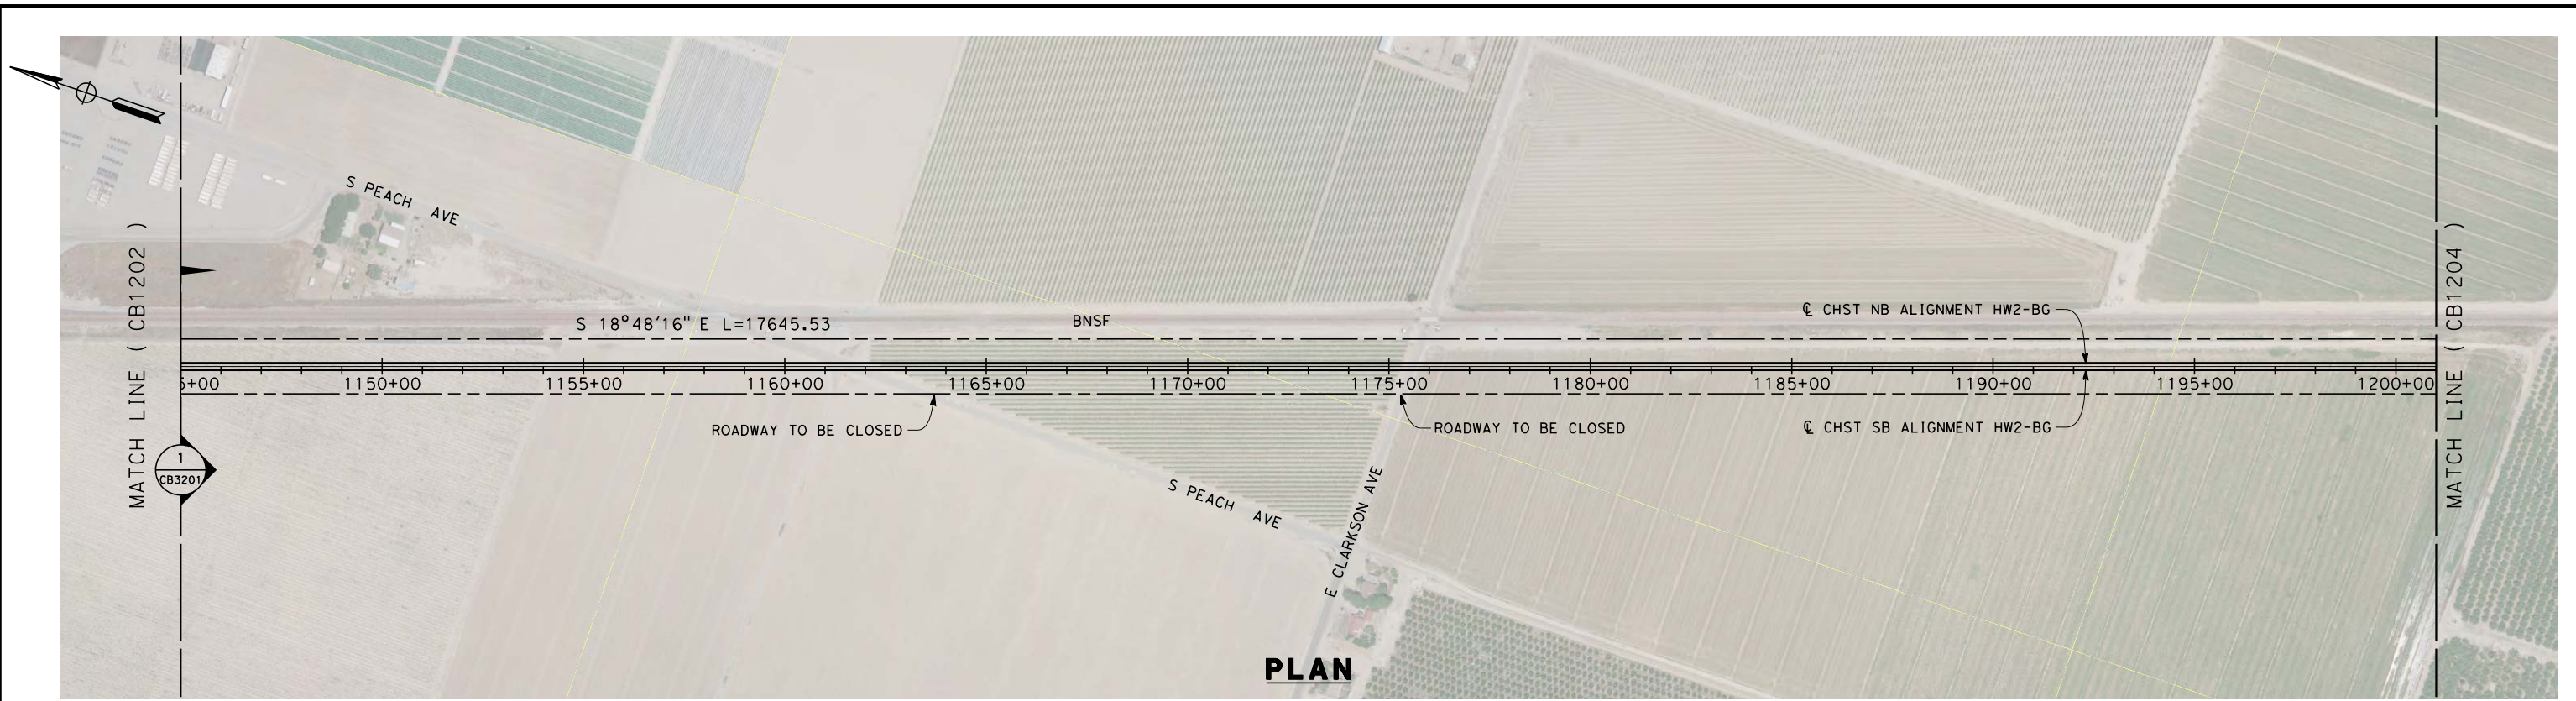 S PEACH AVE
MATCH LINE ( CB1202 )
MATCH LINE ( CB1204 )
S 18°48'16" E L=17645.53
BNSF
℄ CHST NB ALIGNMENT HW2-BG
5+00 1150+00 1155+00 1160+00 1165+00 1170+00 1175+00 1180+00 1185+00 1190+00 1195+00 1200+00
ROADWAY TO BE CLOSED
ROADWAY TO BE CLOSED
℄ CHST SB ALIGNMENT HW2-BG
1
CB3201
S PEACH AVE
E CLARKSON AVE
PLAN